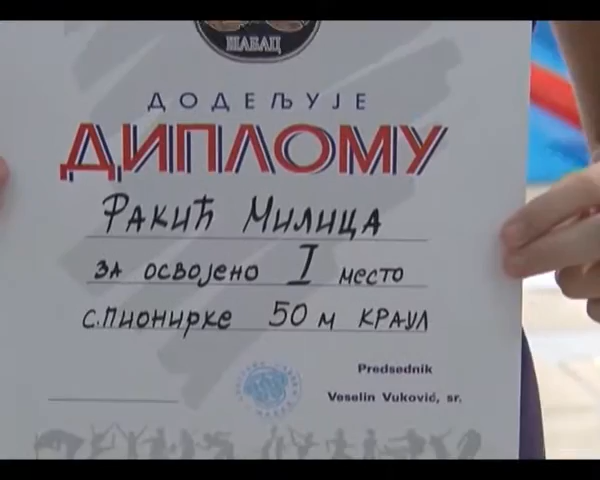 ШАБАЦ
ДОДЕЉУЈЕ
ДИПЛОМУ
Ракић Милица
за освојено I место
с.пионирке 50 м краул
Predsednik
Veselin Vuković, sr.